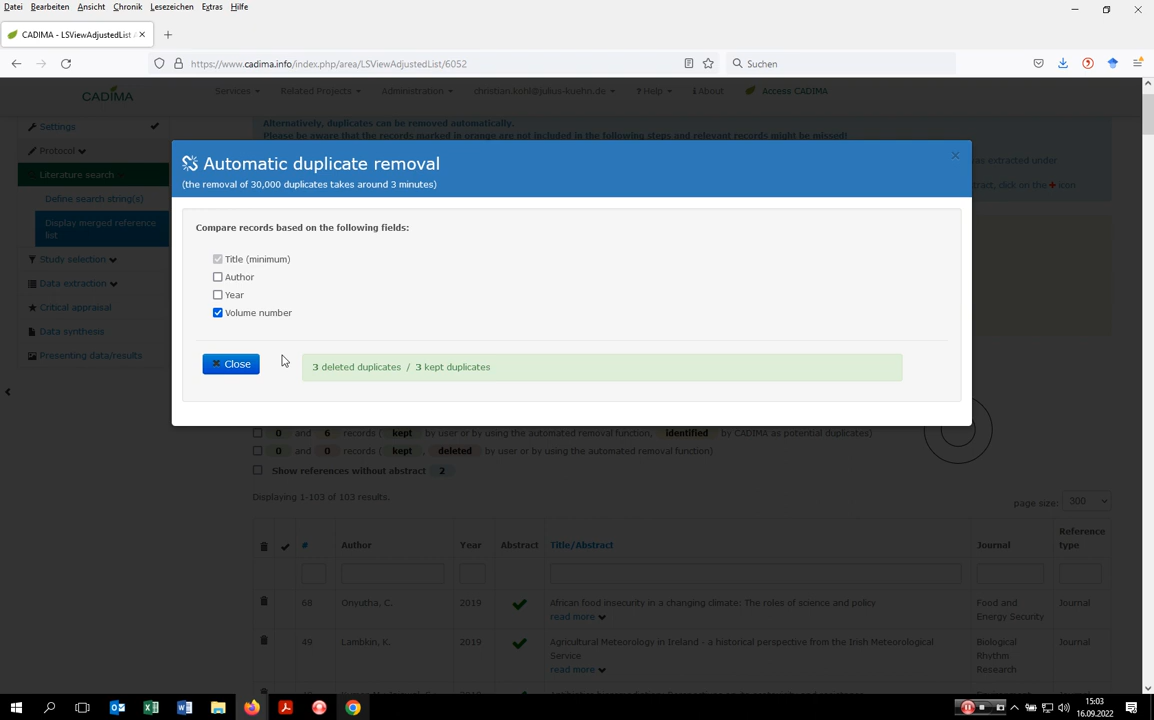 Datei Bearbeiten Ansicht Chronik Lesezeichen Extras Hilfe
CADIMA - LSViewAdjustedList
https://www.cadima.info/index.php/area/LSViewAdjustedList/6052
Suchen
CADIMA
Services Related Projects Administration christian.kohl@julius-kuehn.de Help About Access CADIMA
Alternatively, duplicates can be removed automatically.
Please be aware that the records marked in orange are not included in the following steps and relevant records might be missed!
Settings
Protocol
Literature search
Define search string(s)
Display merged reference
list
Study selection
Data extraction
Critical appraisal
Data synthesis
Presenting data/results
as extracted under
tract, click on the + icon
Automatic duplicate removal
(the removal of 30,000 duplicates takes around 3 minutes)
×
Compare records based on the following fields:
Title (minimum)
Author
Year
Volume number
Close
3 deleted duplicates / 3 kept duplicates
0 and 6 records ( kept by user or by using the automated removal function, identified by CADIMA as potential duplicates)
0 and 0 records ( kept , deleted by user or by using the automated removal function)
Show references without abstract 2
Displaying 1-103 of 103 results.
page size: 300
# Author Year Abstract Title/Abstract Journal Reference
type
68 Onyutha, C. 2019 African food insecurity in a changing climate: The roles of science and policy Food and
Energy Security Journal
read more
49 Lambkin, K. 2019 Agricultural Meteorology in Ireland - a historical perspective from the Irish Meteorological
Service Biological
Rhythm
Research Journal
read more
15:03
16.09.2022